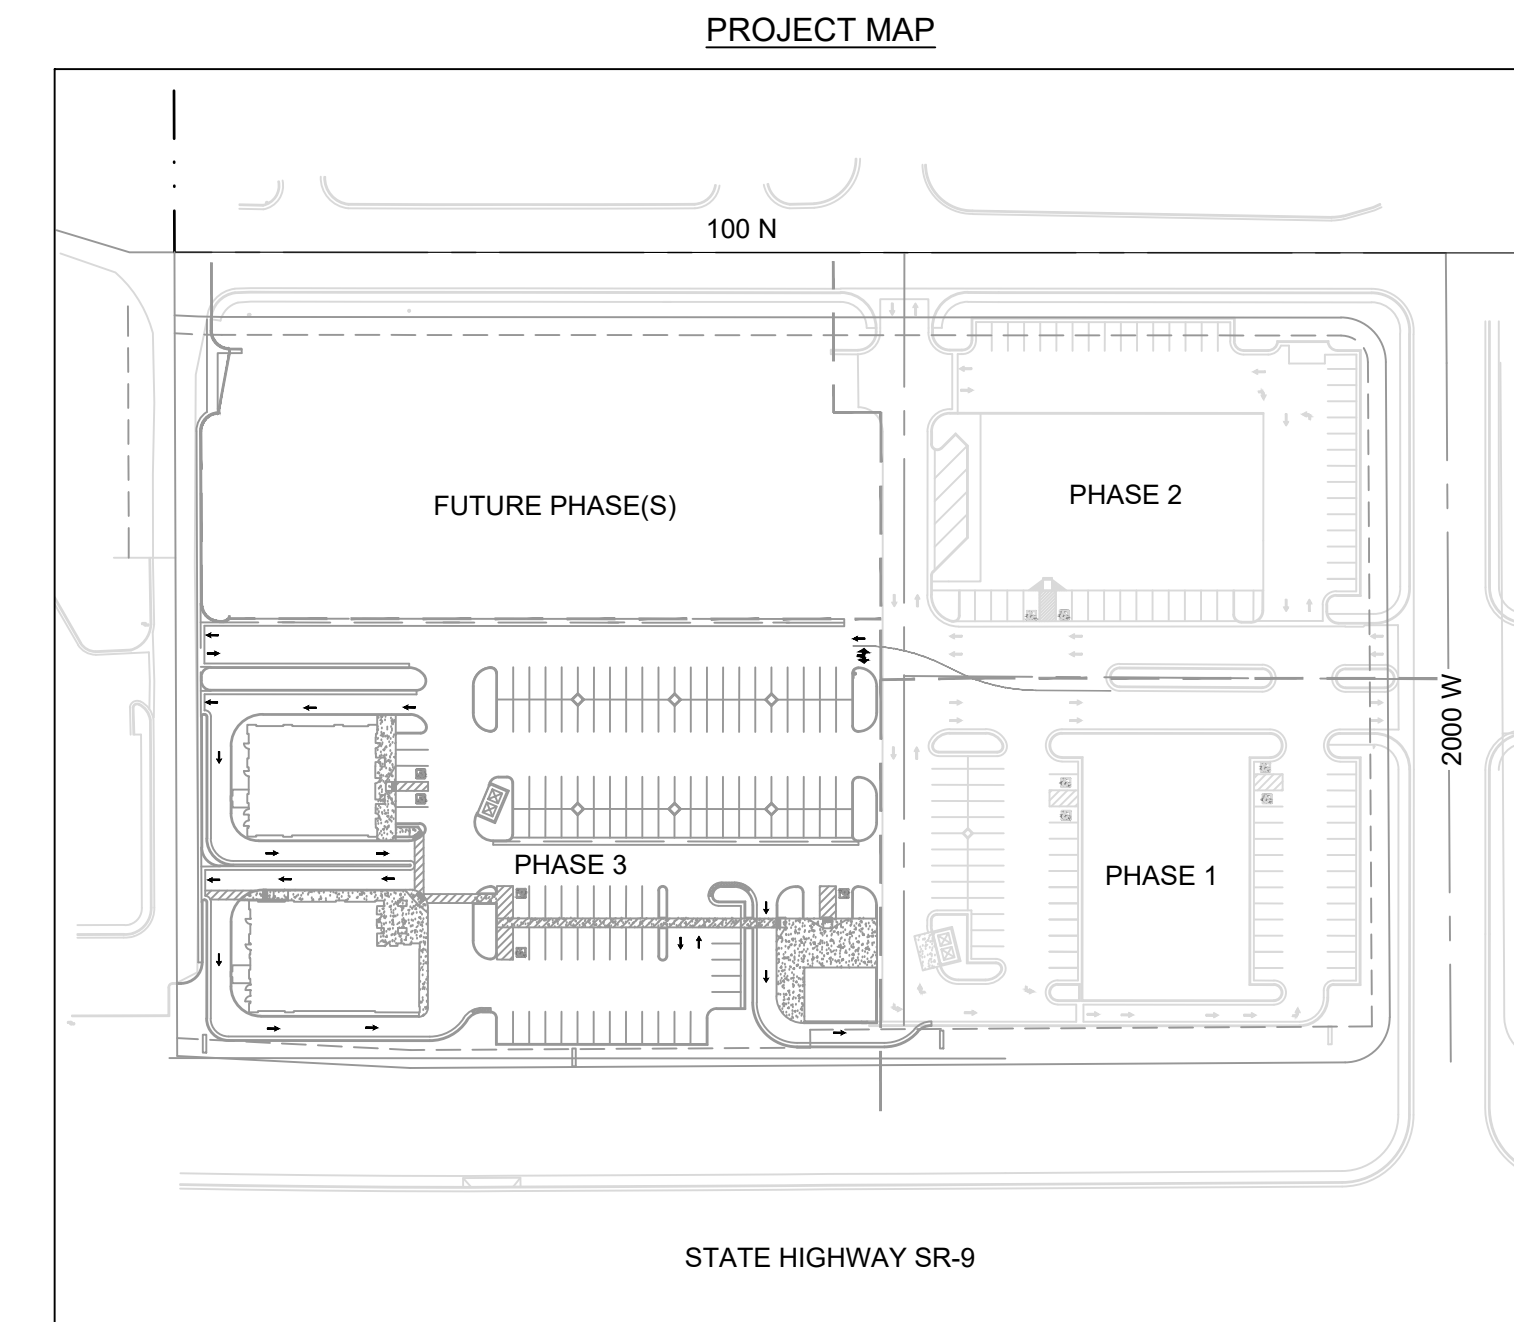 PROJECT MAP
100 N
FUTURE PHASE(S)
PHASE 2
2000 W
PHASE 3
PHASE 1
STATE HIGHWAY SR-9